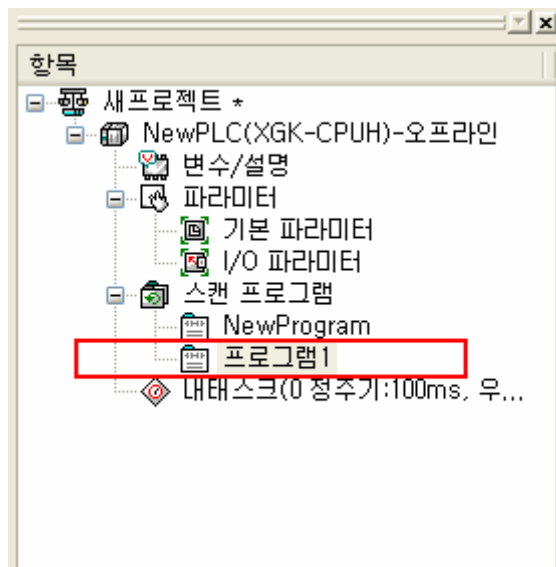 항목
새프로젝트 *
NewPLC(XGK-CPUH)-오프라인
변수/설명
파라미터
기본 파라미터
I/O 파라미터
스캔 프로그램
NewProgram
프로그램1
내태스크(0 정주기:100ms, 우...